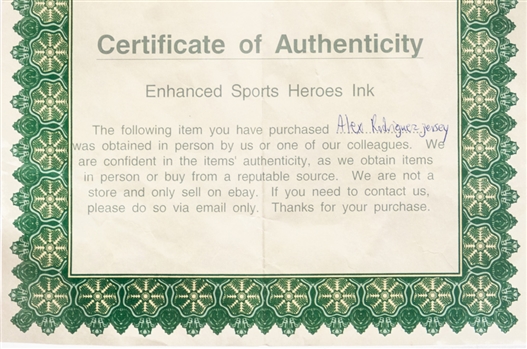 Certificate of Authenticity
Enhanced Sports Heroes Ink
The following item you have purchased Alex Rodriguez jersey
was obtained in person by us or one of our colleagues. We
are confident in the items' authenticity, as we obtain items
in person or buy from a reputable source. We are not a
store and only sell on ebay. If you need to contact us,
please do so via email only. Thanks for your purchase.